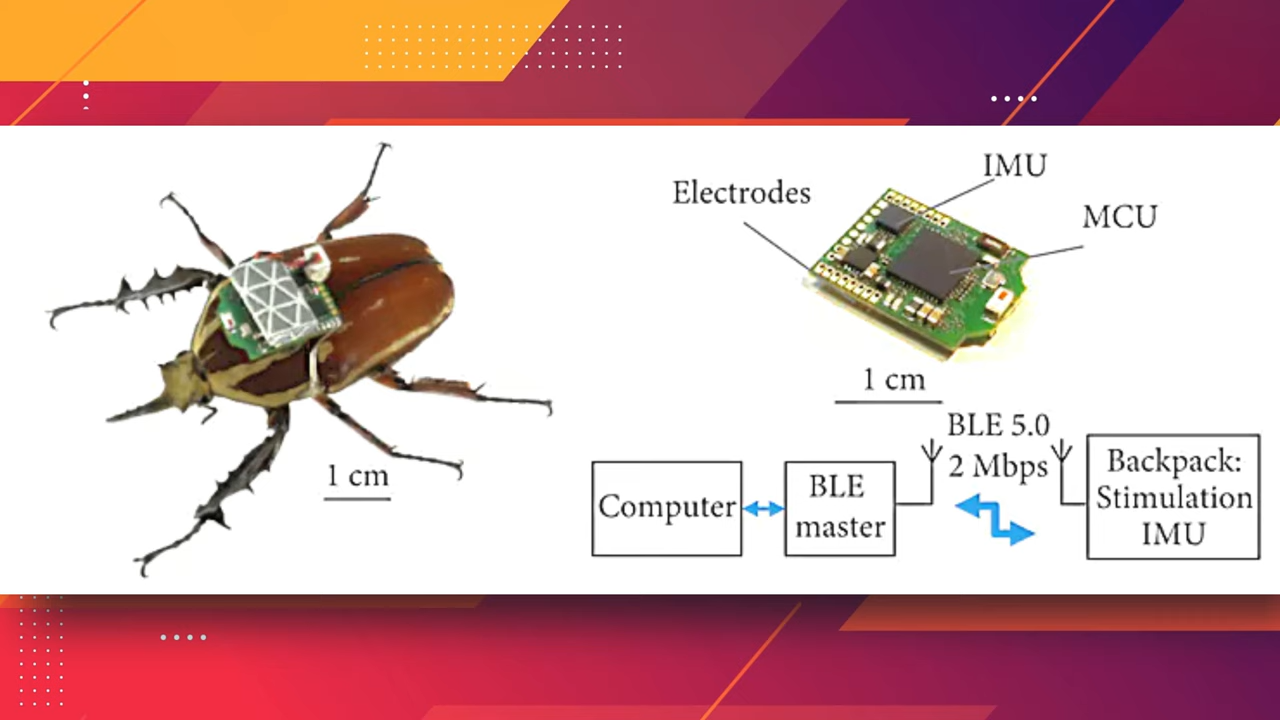 Electrodes
IMU
MCU
1 cm
1 cm
Computer
BLE
master
BLE 5.0
2 Mbps
Backpack:
Stimulation
IMU